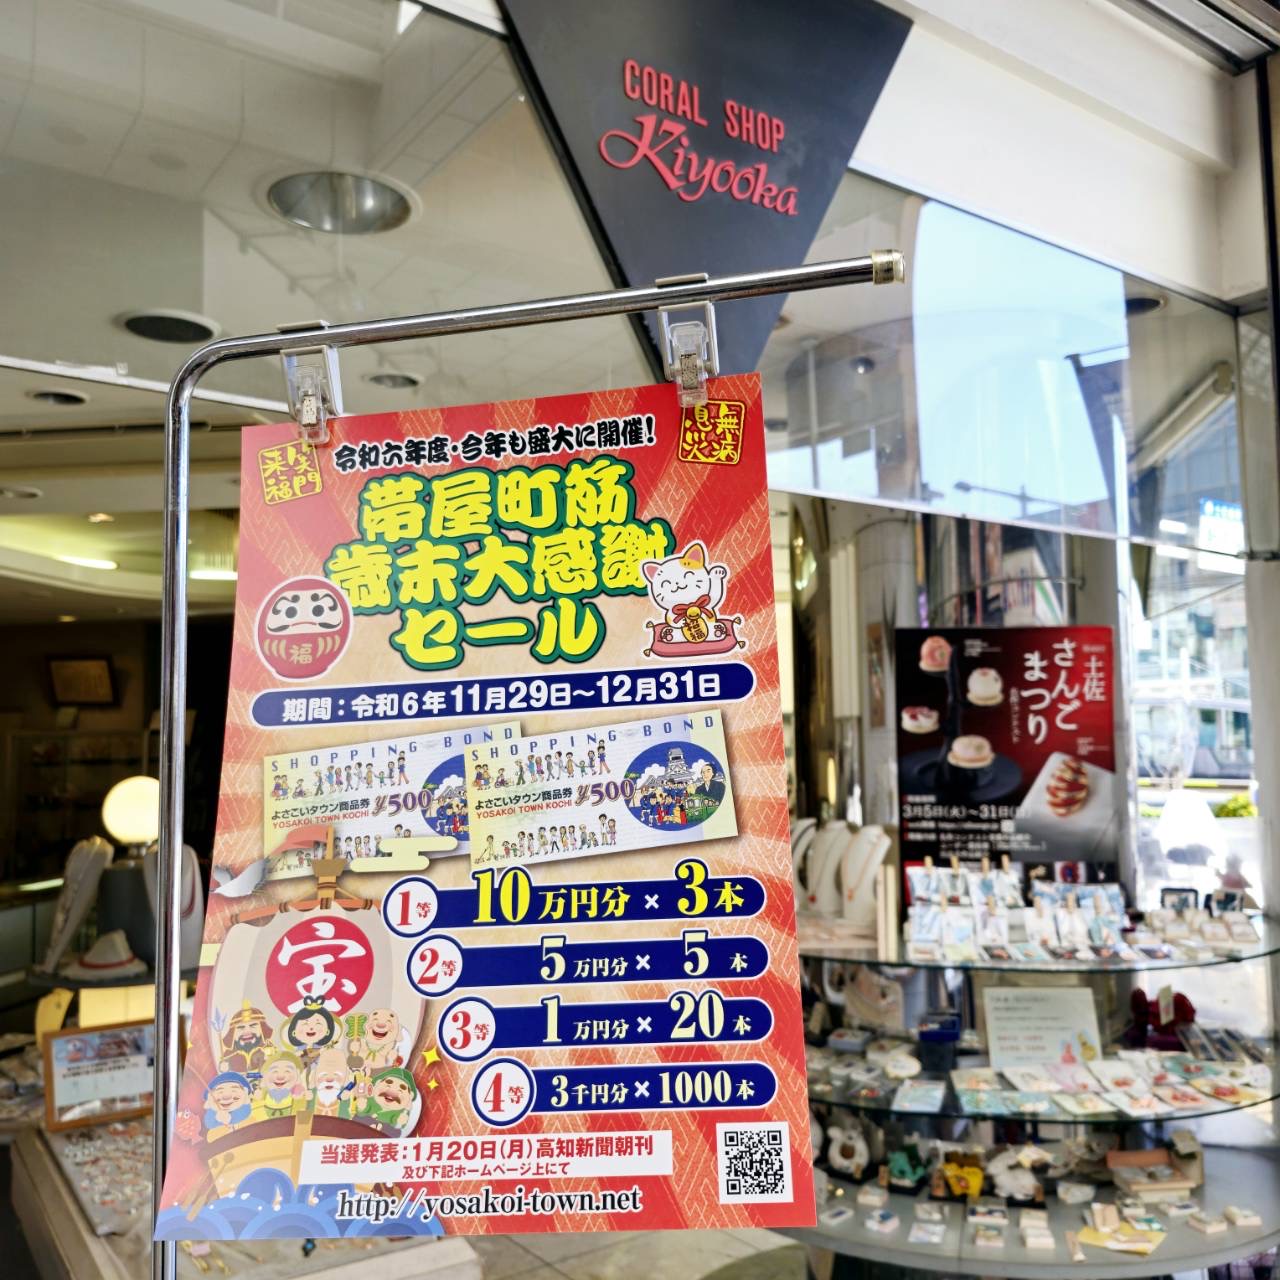 CORAL SHOP
Kiyooka
笑門
来福
無病
息災
令和六年度・今年も盛大に開催!
帯屋町筋
歳末大感謝
セール
福
期間:令和6年11月29日~12月31日
SHOPPING BOND
よさこいタウン商品券 ¥500
YOSAKOI TOWN KOCHI
SHOPPING BOND
よさこいタウン商品券 ¥500
YOSAKOI TOWN KOCHI
宝
1等 10万円分×3本
2等 5万円分×5本
3等 1万円分×20本
4等 3千円分×1000本
当選発表:1月20日(月)高知新聞朝刊
及び下記ホームページ上にて
http://yosakoi-town.net
土佐
さんご
まつり
3月5日(火)~31日